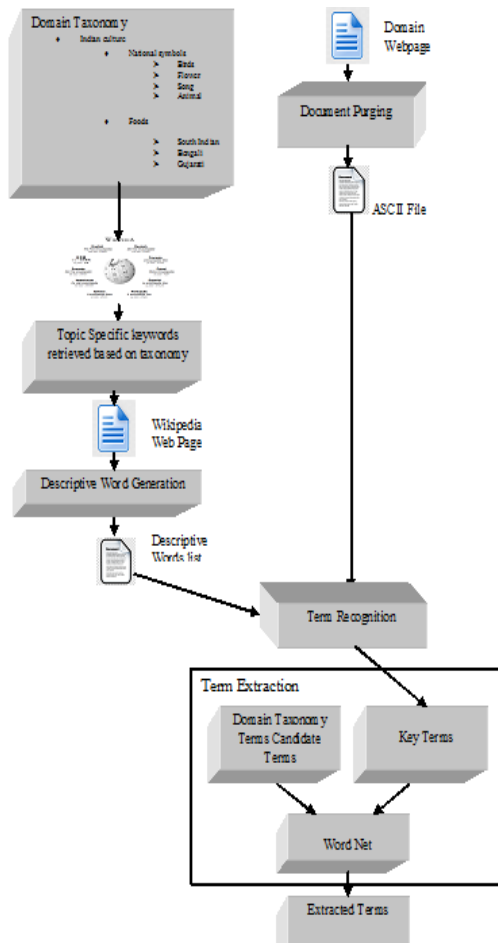 Domain Taxonomy
Indian culture
National symbols
Birds
Flower
Song
Animal
Foods
South Indian
Bengali
Gujarati
Topic Specific keywords
retrieved based on taxonomy
Wikipedia
Web Page
Descriptive Word Generation
Descriptive
Words list
Domain
Webpage
Document Purging
ASCII File
Term Recognition
Term Extraction
Domain Taxonomy
Terms Candidate
Terms
Key Terms
Word Net
Extracted Terms